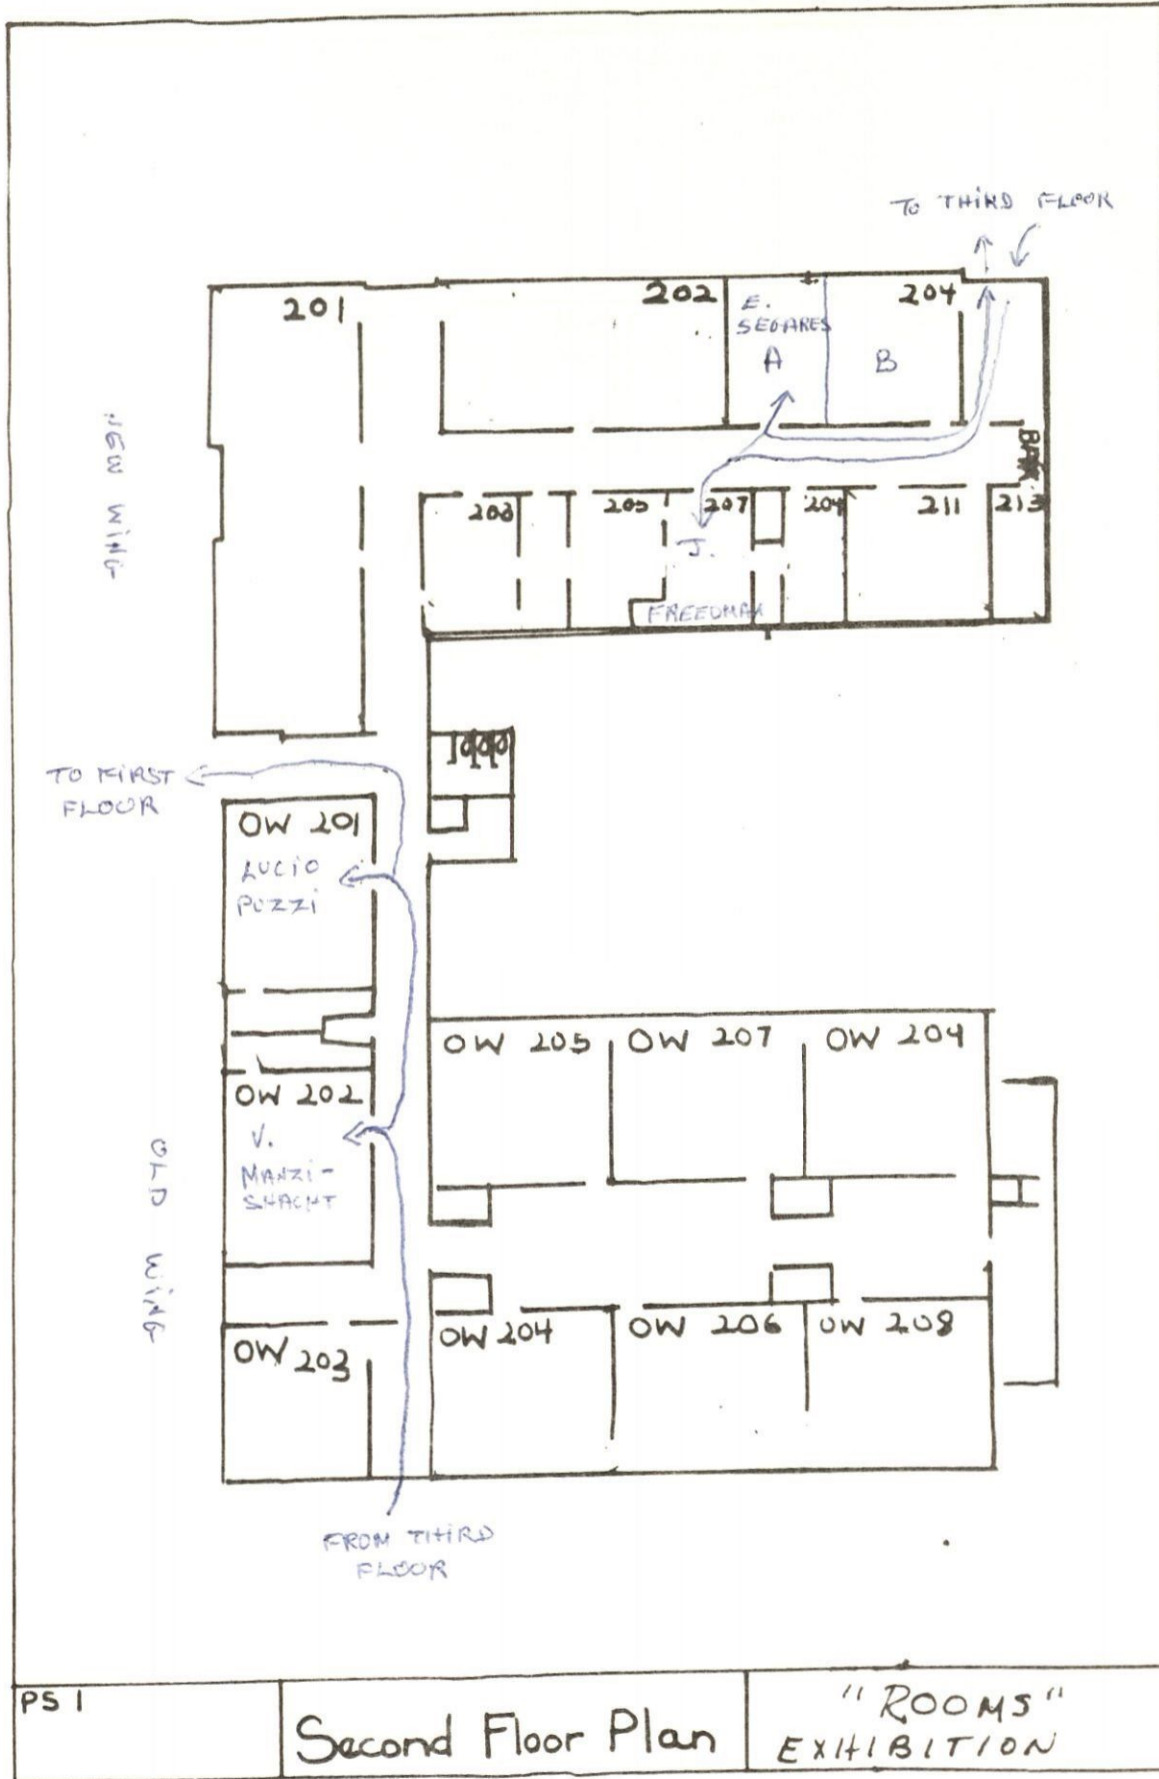 TO THIRD FLOOR
201
202
E.
SEGARES
A
B
204
NEW WING
BATH
203
205
207
209
211
213
J.
FREEDMAN
TO FIRST
FLOOR
OW 201
LUCIO
POZZI
OW 202
V.
MANZI-
SHACHT
OW 205
OW 207
OW 204
OLD WING
OW 203
OW 204
OW 206
OW 208
FROM THIRD
FLOOR
PS 1
Second Floor Plan
"ROOMS"
EXHIBITION